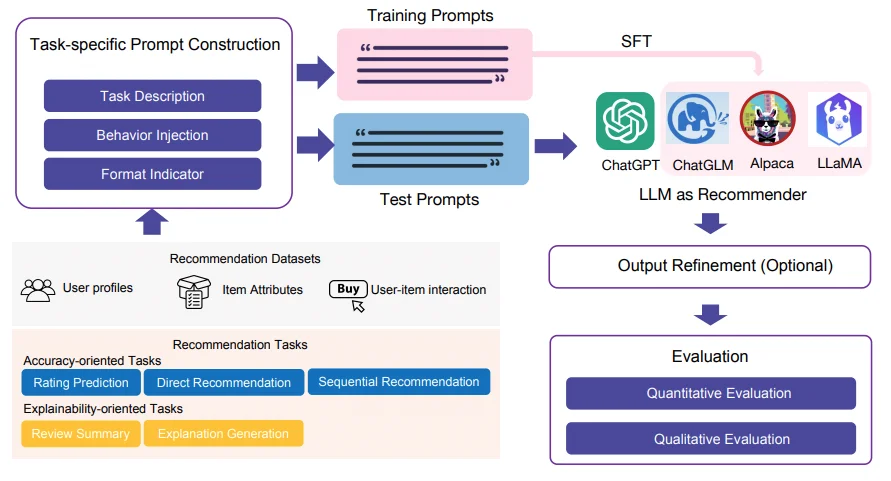 Task-specific Prompt Construction
Task Description
Behavior Injection
Format Indicator
Training Prompts
Test Prompts
SFT
ChatGPT
ChatGLM
Alpaca
LLaMA
LLM as Recommender
Output Refinement (Optional)
Evaluation
Quantitative Evaluation
Qualitative Evaluation
Recommendation Datasets
User profiles
Item Attributes
Buy
User-item interaction
Recommendation Tasks
Accuracy-oriented Tasks
Rating Prediction
Direct Recommendation
Sequential Recommendation
Explainability-oriented Tasks
Review Summary
Explanation Generation